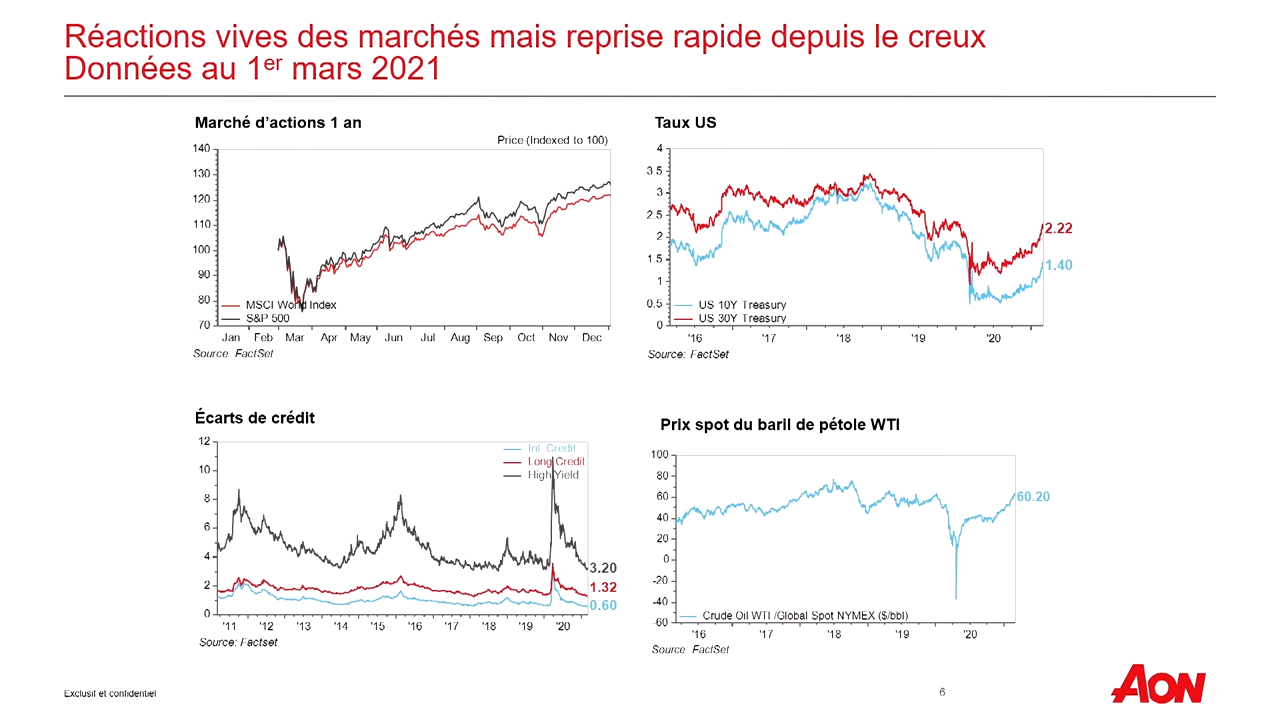 Réactions vives des marchés mais reprise rapide depuis le creux
Données au 1er mars 2021
Marché d'actions 1 an
Price (Indexed to 100)
140
130
120
110
100
90
80
70
MSCI World Index
S&P 500
Jan Feb Mar Apr May Jun Jul Aug Sep Oct Nov Dec
Source FactSet
Taux US
4
3.5
3
2.5
2
1.5
1
0.5
0
2.22
1.40
US 10Y Treasury
US 30Y Treasury
'16 '17 '18 '19 '20
Source: FactSet
Écarts de crédit
12
10
8
6
4
2
0
Int. Credit
Long Credit
High Yield
3.20
1.32
0.60
'11 '12 '13 '14 '15 '16 '17 '18 '19 '20
Source: Factset
Prix spot du baril de pétole WTI
100
80
60
40
20
0
-20
-40
-60
60.20
Crude Oil WTI /Global Spot NYMEX ($/bbl)
'16 '17 '18 '19 '20
Source FactSet
Exclusif et confidentiel
6
AON